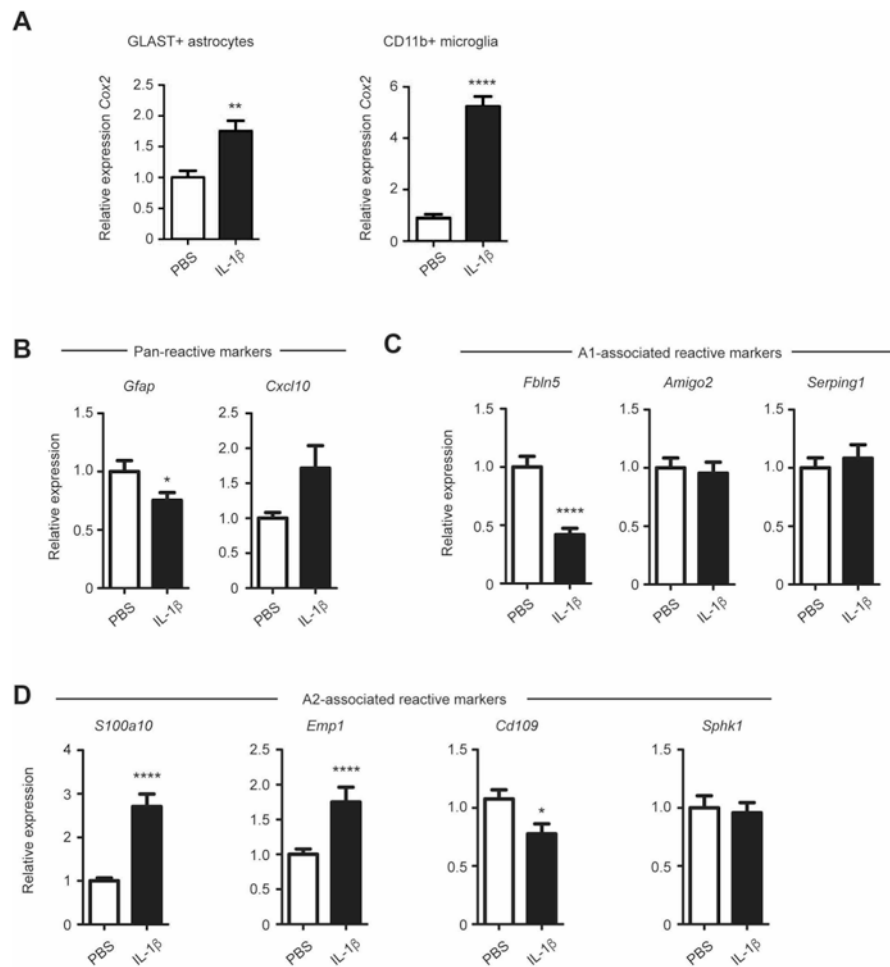 A
GLAST+ astrocytes
CD11b+ microglia
Relative expression Cox2
2.5
2.0
1.5
1.0
0.5
0
**
PBS
IL-1β
Relative expression Cox2
6
4
2
0
****
PBS
IL-1β
B
Pan-reactive markers
Gfap
Cxcl10
Relative expression
1.5
1.0
0.5
0
*
PBS
IL-1β
2.5
2.0
1.5
1.0
0.5
0
PBS
IL-1β
C
A1-associated reactive markers
Fbln5
Amigo2
Serping1
1.5
1.0
0.5
0
****
PBS
IL-1β
1.5
1.0
0.5
0
PBS
IL-1β
1.5
1.0
0.5
0
PBS
IL-1β
D
A2-associated reactive markers
S100a10
Emp1
Cd109
Sphk1
Relative expression
4
3
2
1
0
****
PBS
IL-1β
2.5
2.0
1.5
1.0
0.5
0
****
PBS
IL-1β
1.5
1.0
0.5
0
*
PBS
IL-1β
1.5
1.0
0.5
0
PBS
IL-1β